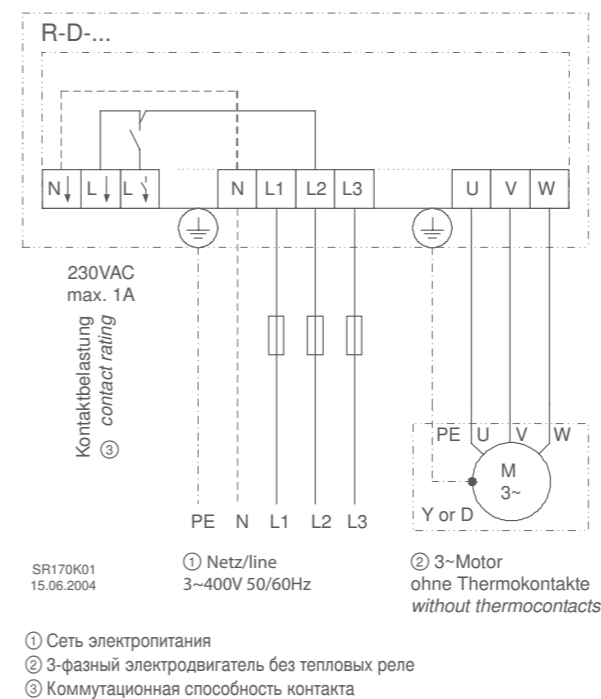 R-D-...
N L L N L1 L2 L3 U V W
230VAC
max. 1A
Kontaktbelastung
contact rating
③
PE U V W
M
3~
Y or D
PE N L1 L2 L3
SR170K01
15.06.2004
① Netz/line
3~400V 50/60Hz
② 3~Motor
ohne Thermokontakte
without thermocontacts
① Сеть электропитания
② 3-фазный электродвигатель без тепловых реле
③ Коммутационная способность контакта